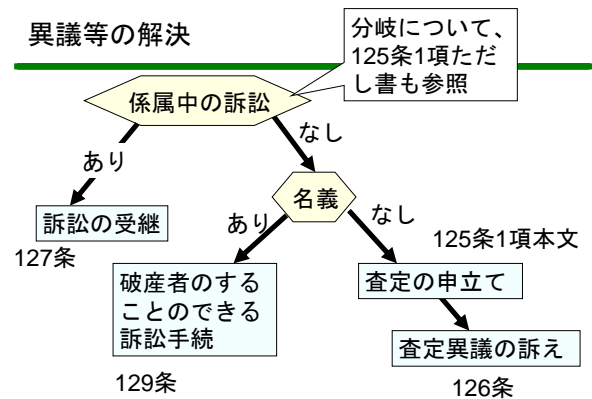 異議等の解決
分岐について、
125条1項ただ
し書も参照
係属中の訴訟
あり
なし
訴訟の受継
127条
名義
あり
なし
125条1項本文
破産者のする
ことのできる
訴訟手続
129条
査定の申立て
査定異議の訴え
126条